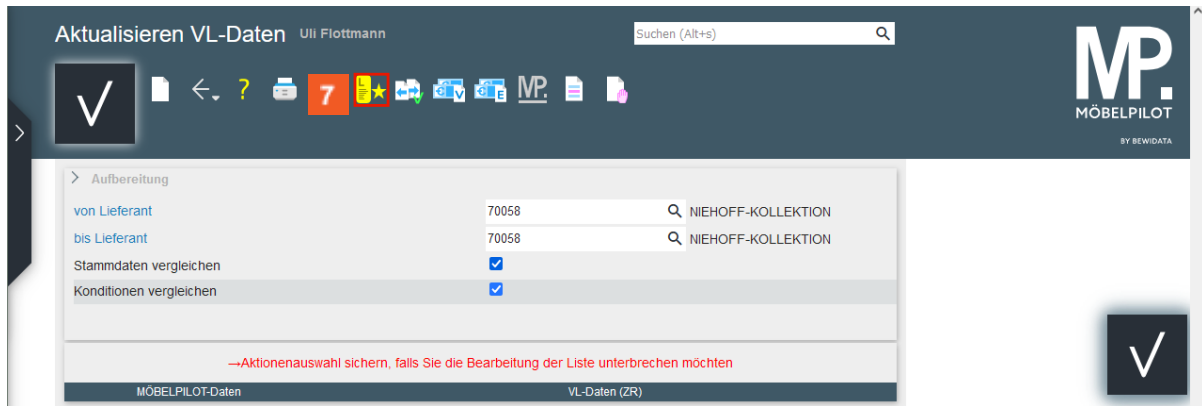 Aktualisieren VL-Daten Uli Flottmann
Suchen (Alt+s)
? 7 L V E MP.
MP.
MÖBELPILOT
BY BEWIDATA
Aufbereitung
von Lieferant 70058 NIEHOFF-KOLLEKTION
bis Lieferant 70058 NIEHOFF-KOLLEKTION
Stammdaten vergleichen
Konditionen vergleichen
→Aktionenauswahl sichern, falls Sie die Bearbeitung der Liste unterbrechen möchten
MÖBELPILOT-Daten VL-Daten (ZR)